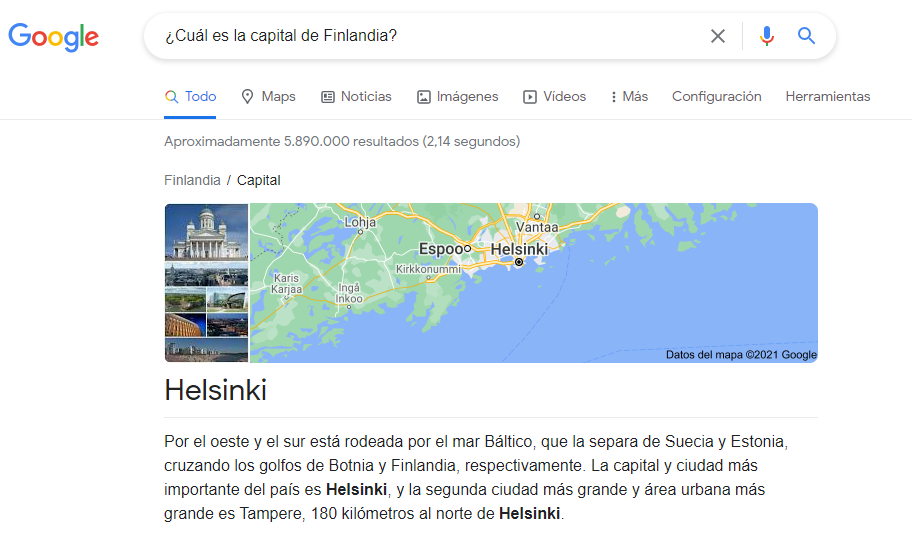 Google
¿Cuál es la capital de Finlandia?
Todo Maps Noticias Imágenes Vídeos Más Configuración Herramientas
Aproximadamente 5.890.000 resultados (2,14 segundos)
Finlandia / Capital
Lohja
Vantaa
Espoo Helsinki
Kirkkonummi
Karis
Karjaa
Ingå
Inkoo
Datos del mapa ©2021 Google
Helsinki
Por el oeste y el sur está rodeada por el mar Báltico, que la separa de Suecia y Estonia,
cruzando los golfos de Botnia y Finlandia, respectivamente. La capital y ciudad más
importante del país es Helsinki, y la segunda ciudad más grande y área urbana más
grande es Tampere, 180 kilómetros al norte de Helsinki.